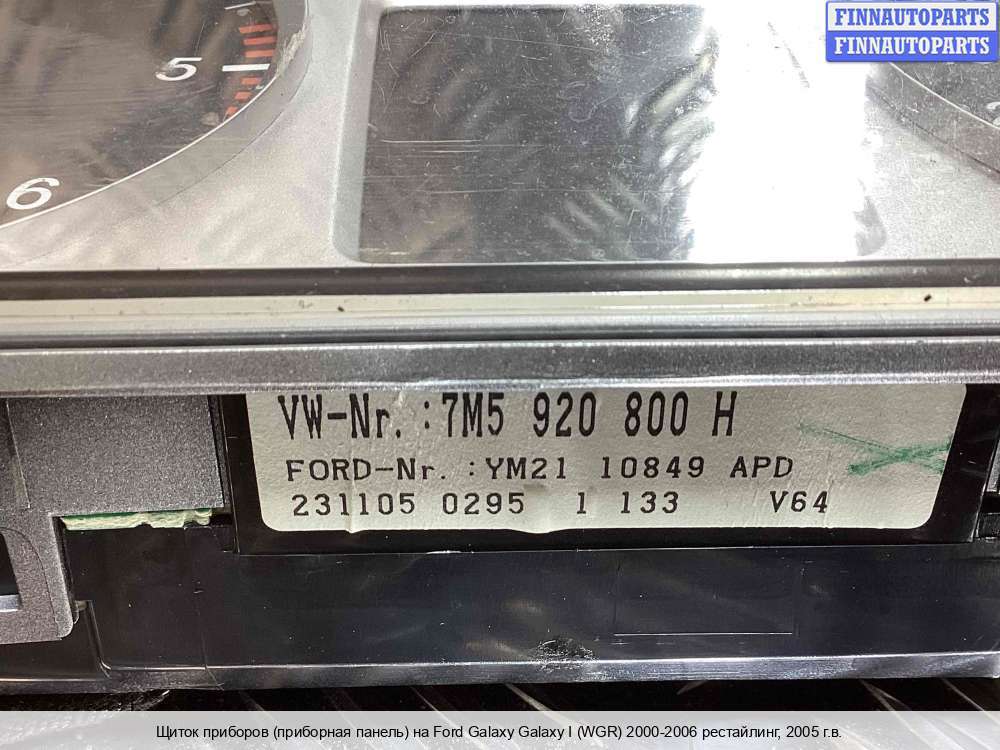 FINNAUTOPARTS
FINNAUTOPARTS
5
6
VW-Nr.:7M5 920 800 H
FORD-Nr.:YM21 10849 APD
231105 0295 1 133 V64
Щиток приборов (приборная панель) на Ford Galaxy Galaxy I (WGR) 2000-2006 рестайлинг, 2005 г.в.